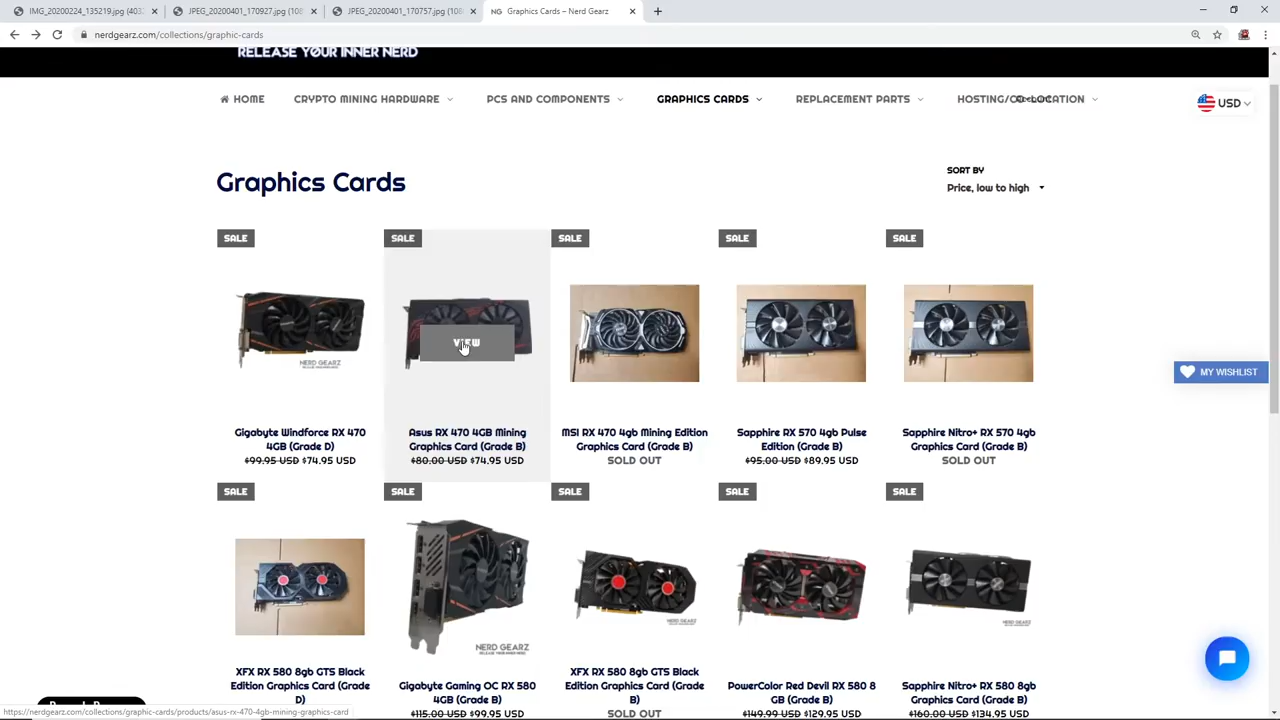 IMG_20200224_135219.jpg (403
JPEG_20200401_170927.jpg (108
JPEG_20200401_170757.jpg (108
NG Graphics Cards – Nerd Gearz
nerdgearz.com/collections/graphic-cards
RELEASE YOUR INNER NERD
HOME
CRYPTO MINING HARDWARE
PCS AND COMPONENTS
GRAPHICS CARDS
REPLACEMENT PARTS
HOSTING/CO-LOCATION
USD
Graphics Cards
SORT BY
Price, low to high
SALE
SALE
SALE
SALE
SALE
VIEW
NERD GEARZ
MY WISHLIST
Gigabyte Windforce RX 470
4GB (Grade D)
$99.95 USD $74.95 USD
Asus RX 470 4GB Mining
Graphics Card (Grade B)
$80.00 USD $74.95 USD
MSI RX 470 4gb Mining Edition
Graphics Card (Grade B)
SOLD OUT
Sapphire RX 570 4gb Pulse
Edition (Grade B)
$95.00 USD $89.95 USD
Sapphire Nitro+ RX 570 4gb
Graphics Card (Grade B)
SOLD OUT
SALE
SALE
SALE
SALE
SALE
NERD GEARZ
XFX RX 580 8gb GTS Black
Edition Graphics Card (Grade
D)
Gigabyte Gaming OC RX 580
4GB (Grade B)
$115.00 USD $99.95 USD
XFX RX 580 8gb GTS Black
Edition Graphics Card (Grade
B)
SOLD OUT
PowerColor Red Devil RX 580 8
GB (Grade B)
$149.99 USD $129.95 USD
Sapphire Nitro+ RX 580 8gb
Graphics Card (Grade B)
$160.00 USD $134.95 USD
https://nerdgearz.com/collections/graphic-cards/products/asus-rx-470-4gb-mining-graphics-card